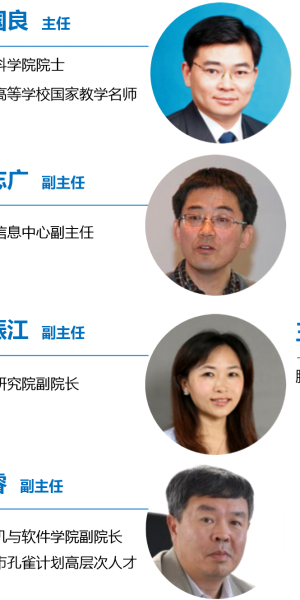 国良 主任
科学院院士
高等学校国家教学名师
志广 副主任
信息中心副主任
振江 副主任
研究院副院长
睿 副主任
机与软件学院副院长
市孔雀计划高层次人才